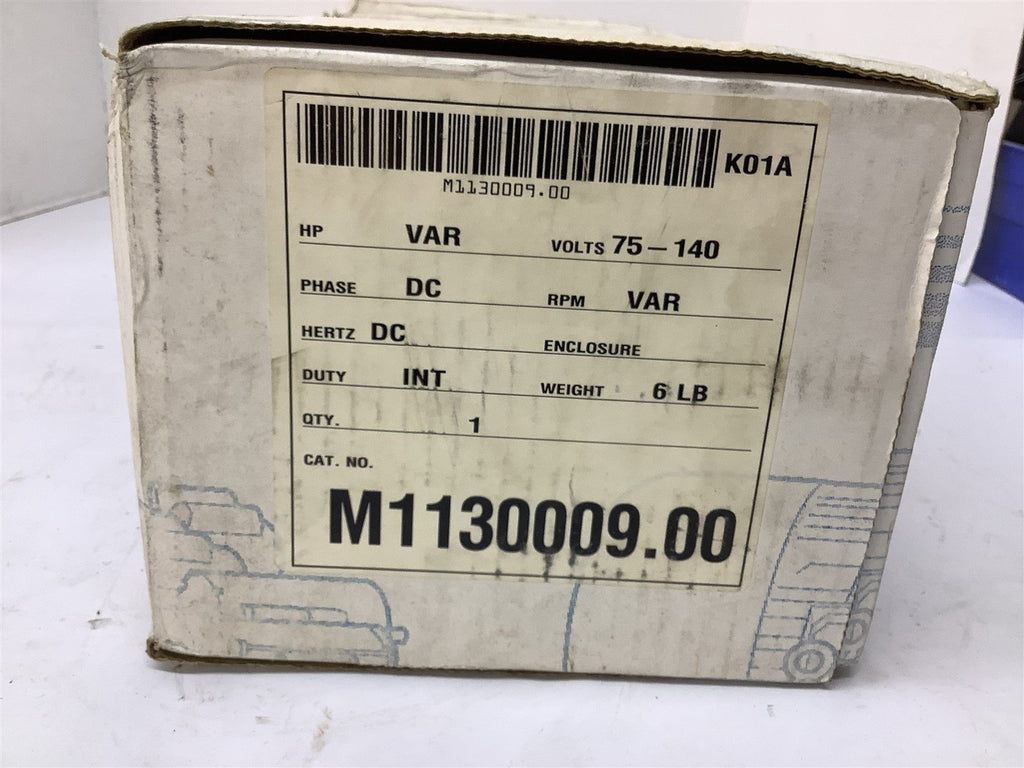 K01A
M1130009.00
HP VAR VOLTS 75–140
PHASE DC RPM VAR
HERTZ DC ENCLOSURE
DUTY INT WEIGHT 6 LB
QTY. 1
CAT. NO.
M1130009.00